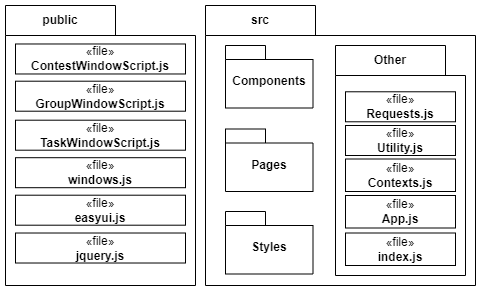 public
«file»
ContestWindowScript.js
«file»
GroupWindowScript.js
«file»
TaskWindowScript.js
«file»
windows.js
«file»
easyui.js
«file»
jquery.js
src
Components
Pages
Styles
Other
«file»
Requests.js
«file»
Utility.js
«file»
Contexts.js
«file»
App.js
«file»
index.js